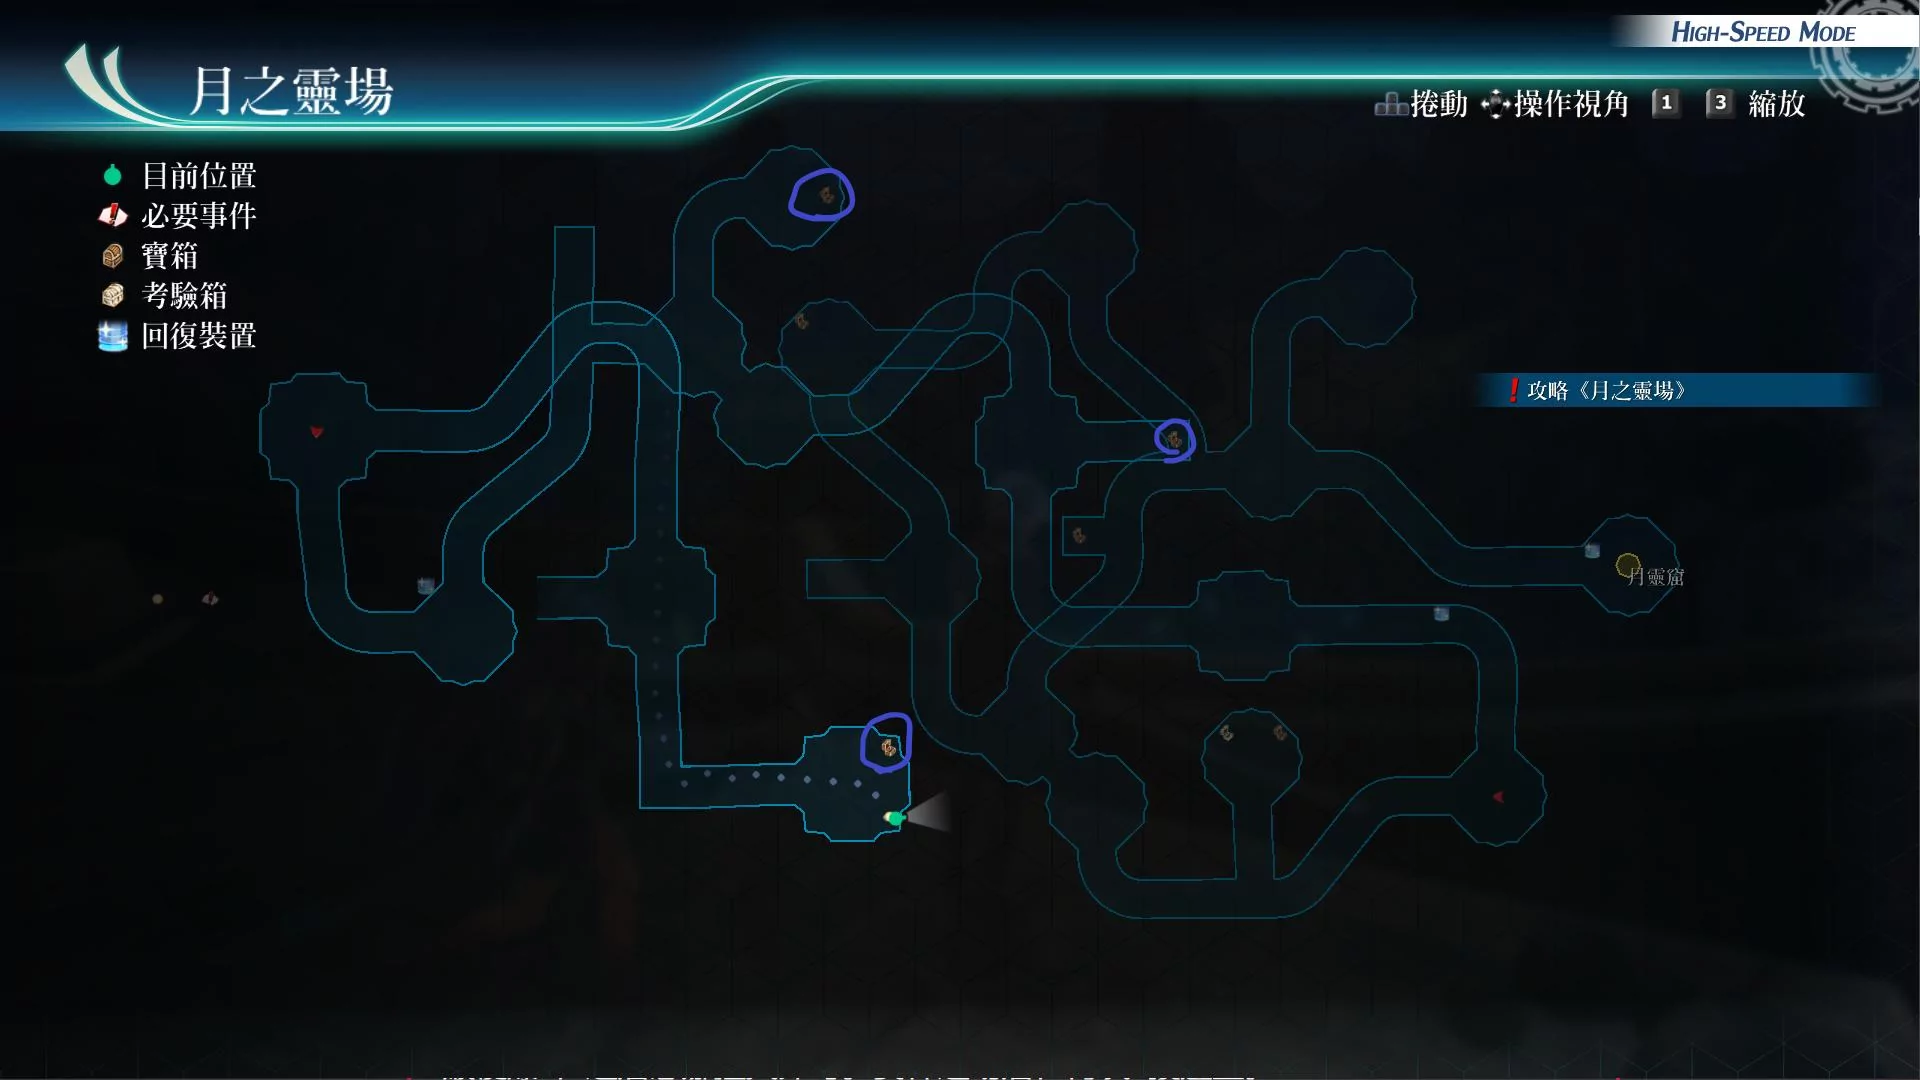 HIGH-SPEED MODE
月之靈場
捲動 操作視角 1 3 縮放
目前位置
必要事件
寶箱
考驗箱
回復裝置
攻略《月之靈場》
月靈窟